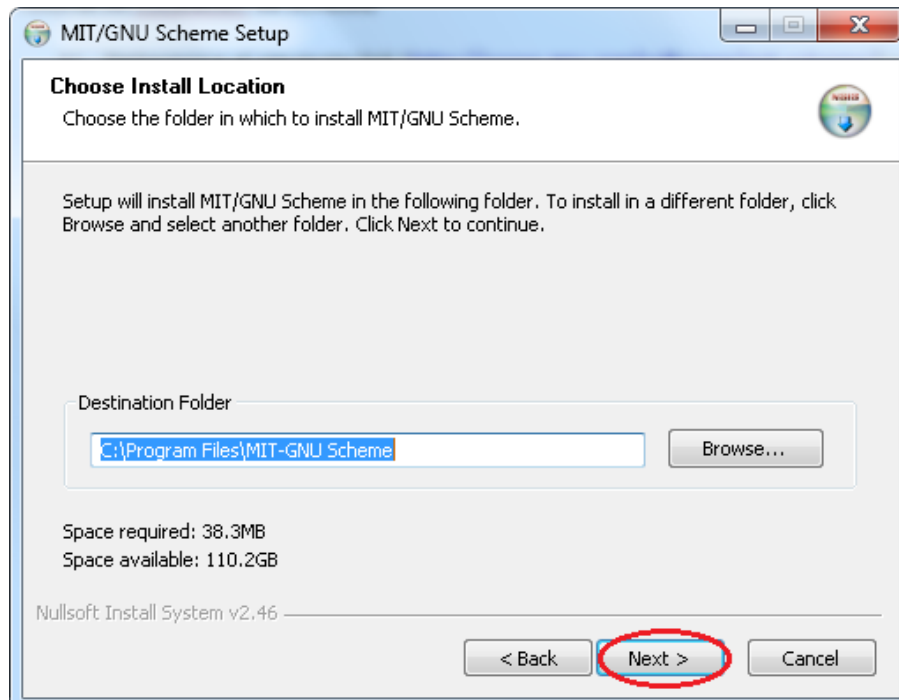 MIT/GNU Scheme Setup
Choose Install Location
Choose the folder in which to install MIT/GNU Scheme.
Setup will install MIT/GNU Scheme in the following folder. To install in a different folder, click
Browse and select another folder. Click Next to continue.
Destination Folder
C:\Program Files\MIT-GNU Scheme
Browse...
Space required: 38.3MB
Space available: 110.2GB
Nullsoft Install System v2.46
< Back
Next >
Cancel